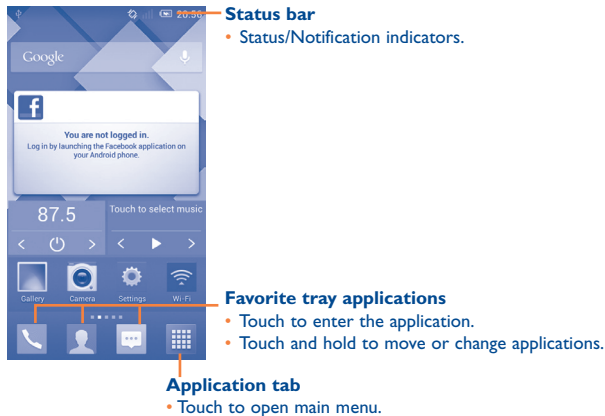 20:56
Status bar
• Status/Notification indicators.
Google
f
You are not logged in.
Log in by launching the Facebook application on
your Android phone.
87.5
Touch to select music
Gallery
Camera
Settings
Wi-Fi
Favorite tray applications
• Touch to enter the application.
• Touch and hold to move or change applications.
Application tab
• Touch to open main menu.